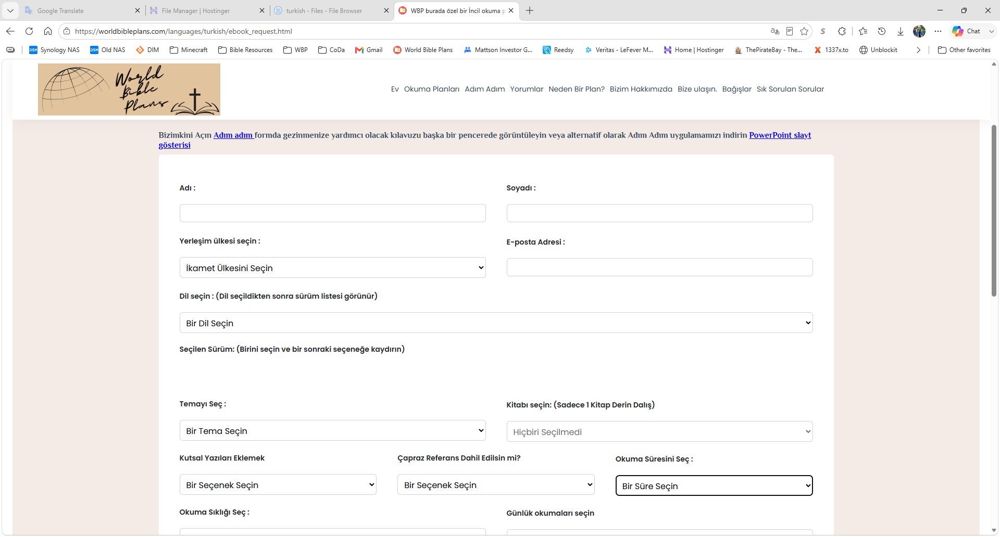 Google Translate
File Manager | Hostinger
turkish - Files - File Browser
WBP burada özel bir İncil okuma p
https://worldbibleplans.com/languages/turkish/ebook_request.html
Chat
Synology NAS
Old NAS
DIM
Minecraft
Bible Resources
WBP
CoDa
Gmail
World Bible Plans
Mattson Investor G...
Reedsy
Veritas - LeFever M...
Home | Hostinger
ThePirateBay - The...
1337x.to
Unblockit
Other favorites
World
Bible
Plans
Ev Okuma Planları Adım Adım Yorumlar Neden Bir Plan? Bizim Hakkımızda Bize ulaşın. Bağışlar Sık Sorulan Sorular
Bizimkini Açın Adım adım formda gezinmenize yardımcı olacak kılavuzu başka bir pencerede görüntüleyin veya alternatif olarak Adım Adım uygulamamızı indirin PowerPoint slayt
gösterisi
Adı :
Soyadı :
Yerleşim ülkesi seçin :
E-posta Adresi :
İkamet Ülkesini Seçin
Dil seçin : (Dil seçildikten sonra sürüm listesi görünür)
Bir Dil Seçin
Seçilen Sürüm: (Birini seçin ve bir sonraki seçeneğe kaydırın)
Temayı Seç :
Kitabı seçin: (Sadece 1 Kitap Derin Dalış)
Bir Tema Seçin
Hiçbiri Seçilmedi
Kutsal Yazıları Eklemek
Çapraz Referans Dahil Edilsin mi?
Okuma Süresini Seç :
Bir Seçenek Seçin
Bir Seçenek Seçin
Bir Süre Seçin
Okuma Sıklığı Seç :
Günlük okumaları seçin